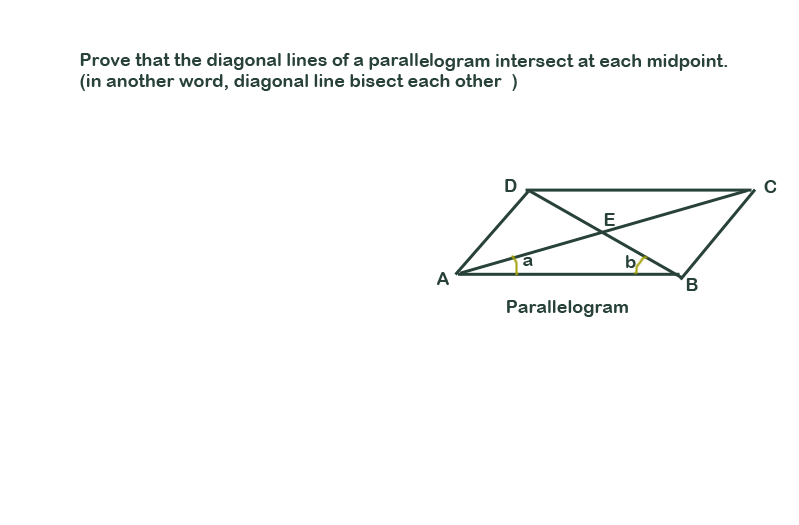 Prove that the diagonal lines of a parallelogram intersect at each midpoint.
(in another word, diagonal line bisect each other  )
D
C
E
a
b
A
B
Parallelogram